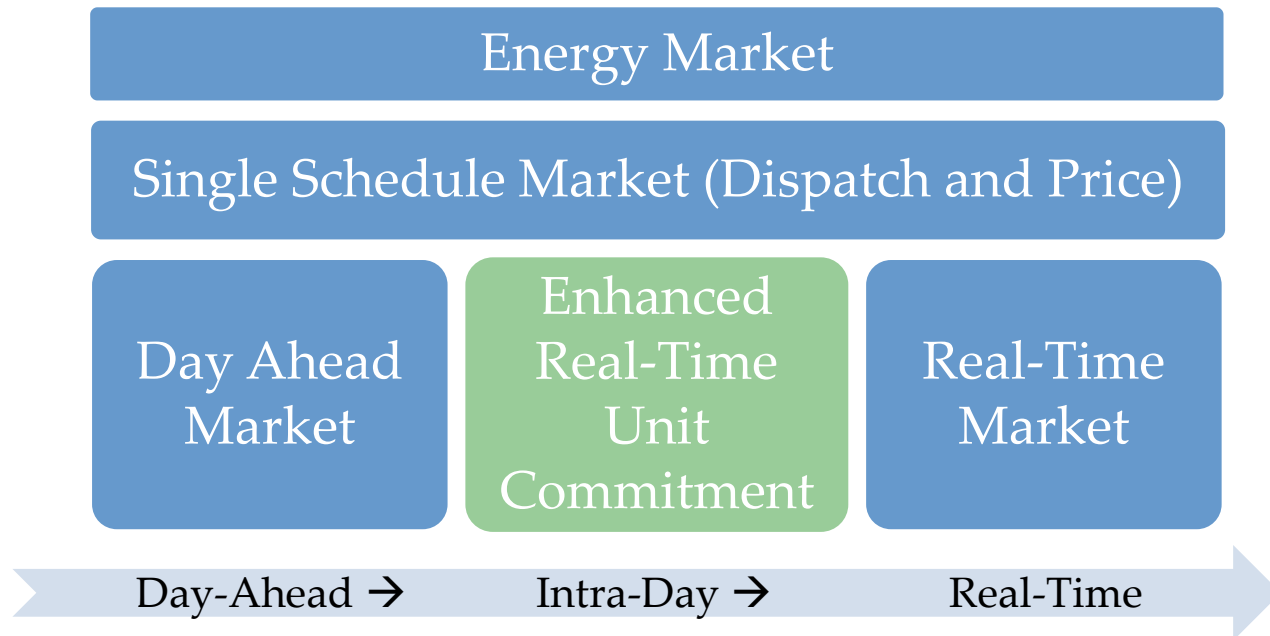 Energy Market
Single Schedule Market (Dispatch and Price)
Day Ahead
Market
Enhanced
Real-Time
Unit
Commitment
Real-Time
Market
Day-Ahead →
Intra-Day →
Real-Time